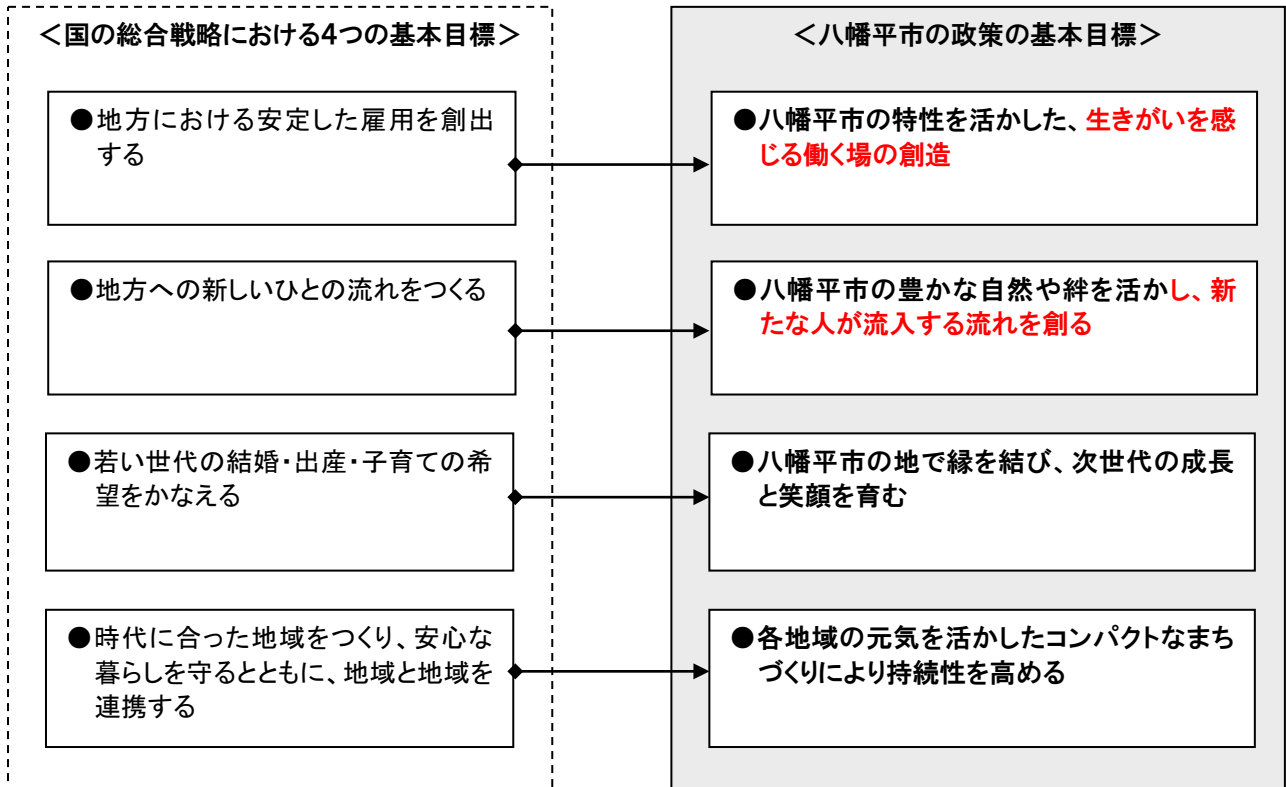 ＜国の総合戦略における4つの基本目標＞
●地方における安定した雇用を創出
する
●地方への新しいひとの流れをつくる
●若い世代の結婚・出産・子育ての希
望をかなえる
●時代に合った地域をつくり、安心な
暮らしを守るとともに、地域と地域を
連携する
＜八幡平市の政策の基本目標＞
●八幡平市の特性を活かした、生きがいを感
じる働く場の創造
●八幡平市の豊かな自然や絆を活かし、新
たな人が流入する流れを創る
●八幡平市の地で縁を結び、次世代の成長
と笑顔を育む
●各地域の元気を活かしたコンパクトなまち
づくりにより持続性を高める